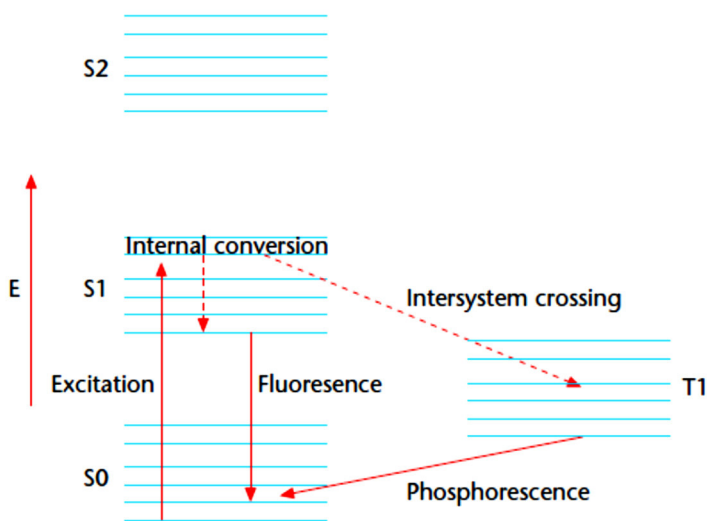 S2
Internal conversion
E
S1
Intersystem crossing
Excitation
Fluoresence
T1
S0
Phosphorescence